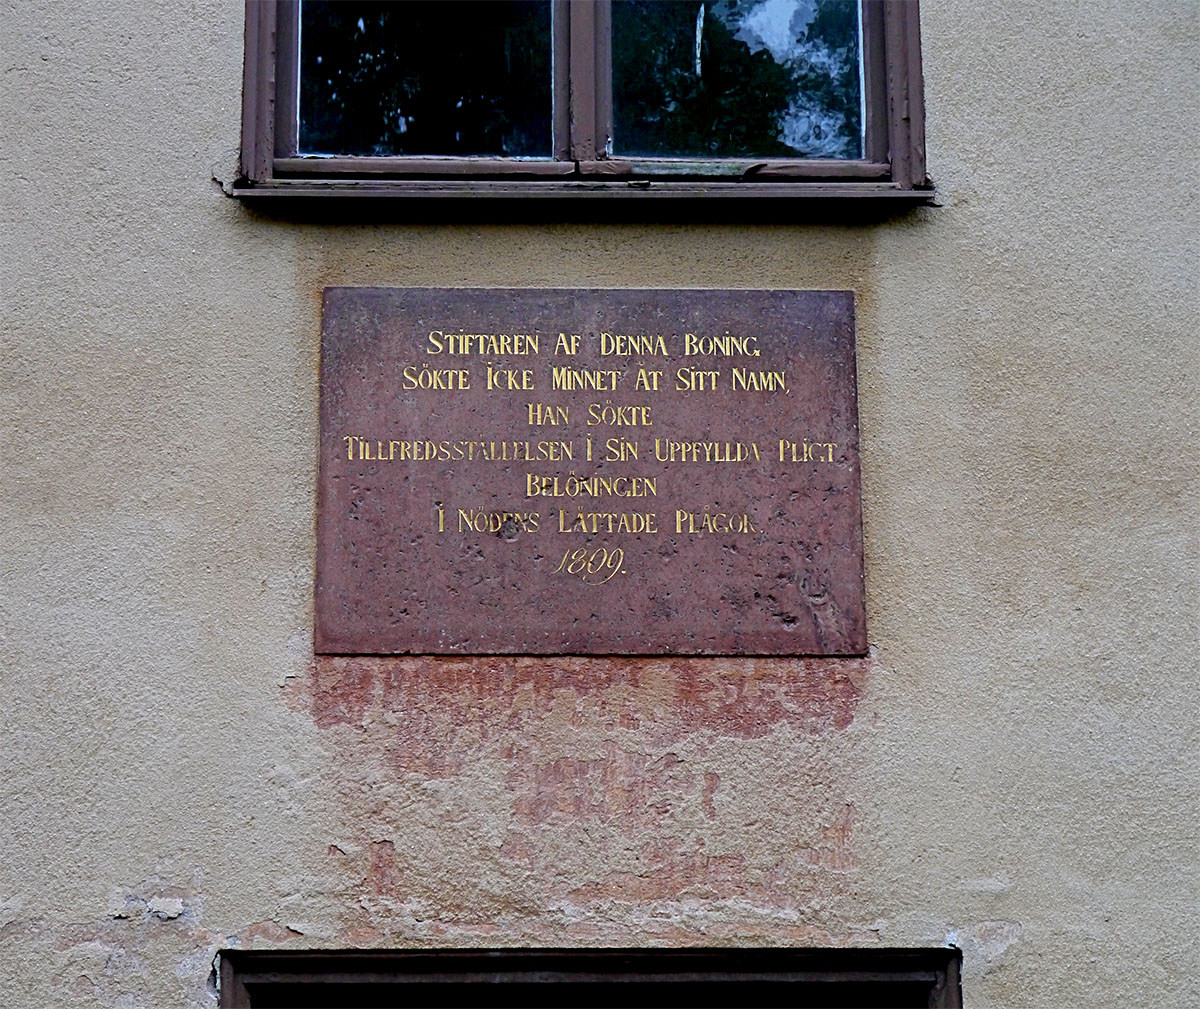 STIFTAREN AF DENNA BONING.
SÖKTE ICKE MINNET ÅT SITT NAMN,
HAN SÖKTE
TILLFREDSSTÄLLELSEN I SIN UPPFYLLDA PLIGT
BELÖNINGEN
I NÖDENS LÄTTADE PLÅGOR.
1809.